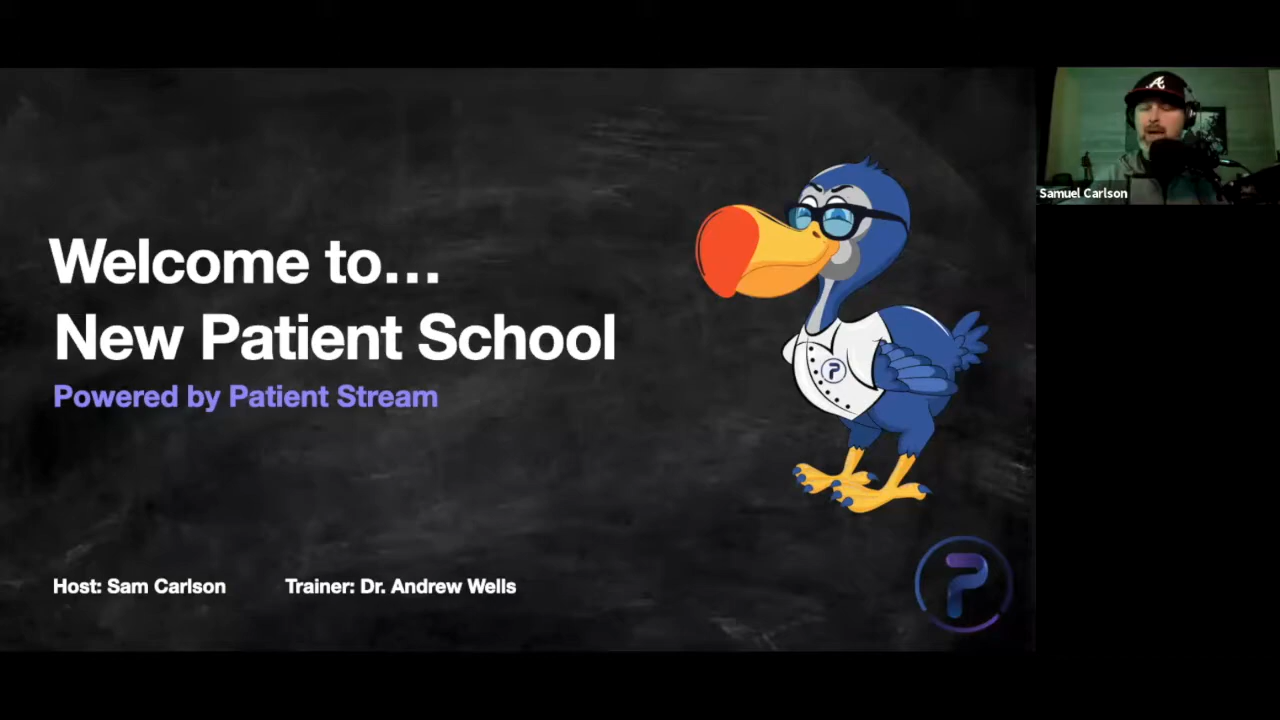 Welcome to...
New Patient School
Powered by Patient Stream
Host: Sam Carlson
Trainer: Dr. Andrew Wells
Samuel Carlson
A
P
P